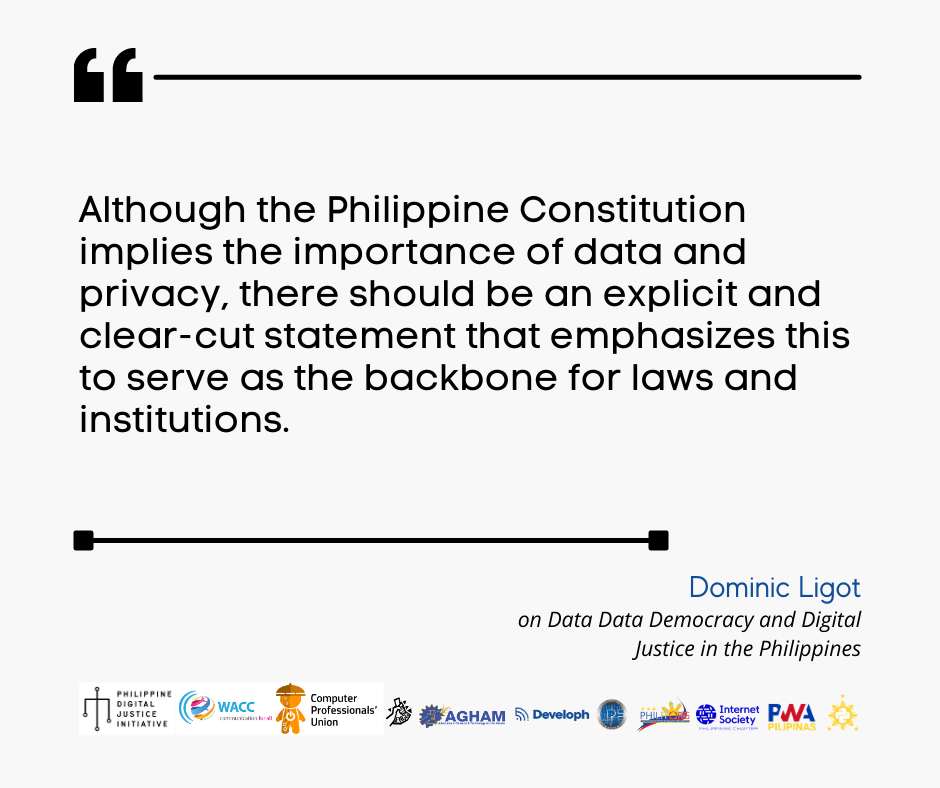 Although the Philippine Constitution
implies the importance of data and
privacy, there should be an explicit and
clear-cut statement that emphasizes this
to serve as the backbone for laws and
institutions.
Dominic Ligot
on Data Data Democracy and Digital
Justice in the Philippines
PHILIPPINE
DIGITAL
JUSTICE
INITIATIVE
WACC
communication for all
Computer
Professionals'
Union
AGHAM
Developh
Internet
Society
PHILIPPINES CHAPTER
PWA
PILIPINAS